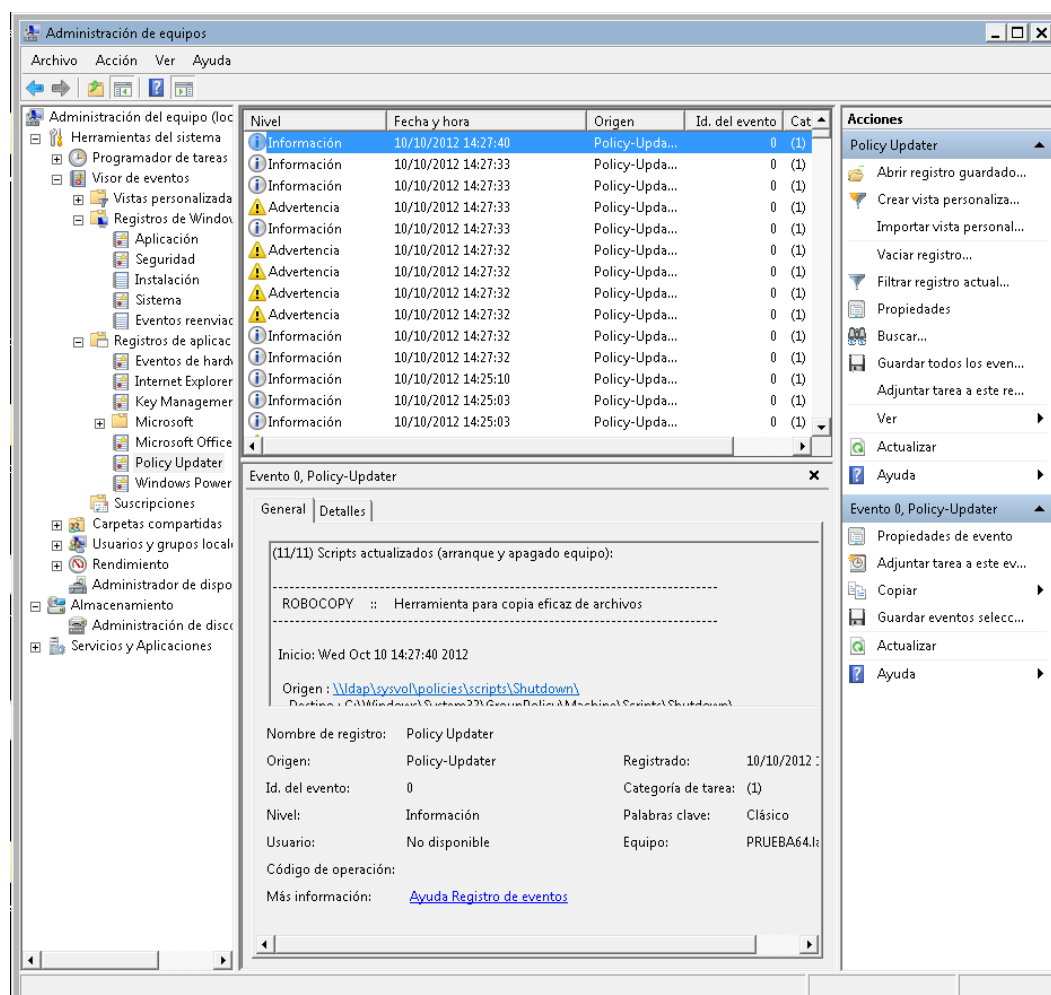 Administración de equipos
Archivo Acción Ver Ayuda
Administración del equipo (loc
Herramientas del sistema
Programador de tareas
Visor de eventos
Vistas personalizada
Registros de Window
Aplicación
Seguridad
Instalación
Sistema
Eventos reenviac
Registros de aplicac
Eventos de hardw
Internet Explorer
Key Managemer
Microsoft
Microsoft Office
Policy Updater
Windows Power
Suscripciones
Carpetas compartidas
Usuarios y grupos locale
Rendimiento
Administrador de dispo
Almacenamiento
Administración de disco
Servicios y Aplicaciones
Nivel Fecha y hora Origen Id. del evento Cat
Información 10/10/2012 14:27:40 Policy-Upda... 0 (1)
Información 10/10/2012 14:27:33 Policy-Upda... 0 (1)
Información 10/10/2012 14:27:33 Policy-Upda... 0 (1)
Advertencia 10/10/2012 14:27:33 Policy-Upda... 0 (1)
Información 10/10/2012 14:27:33 Policy-Upda... 0 (1)
Advertencia 10/10/2012 14:27:32 Policy-Upda... 0 (1)
Advertencia 10/10/2012 14:27:32 Policy-Upda... 0 (1)
Advertencia 10/10/2012 14:27:32 Policy-Upda... 0 (1)
Advertencia 10/10/2012 14:27:32 Policy-Upda... 0 (1)
Información 10/10/2012 14:27:32 Policy-Upda... 0 (1)
Información 10/10/2012 14:27:32 Policy-Upda... 0 (1)
Información 10/10/2012 14:25:10 Policy-Upda... 0 (1)
Información 10/10/2012 14:25:03 Policy-Upda... 0 (1)
Información 10/10/2012 14:25:03 Policy-Upda... 0 (1)
Evento 0, Policy-Updater
General Detalles
(11/11) Scripts actualizados (arranque y apagado equipo):
-------------------------------------------------------------------------------
ROBOCOPY :: Herramienta para copia eficaz de archivos
-------------------------------------------------------------------------------
Inicio: Wed Oct 10 14:27:40 2012
Origen : \\ldap\sysvol\policies\scripts\Shutdown\
Destino : C:\Windows\System32\GroupPolicy\Machine\Scripts\Shutdown\
Nombre de registro: Policy Updater
Origen: Policy-Updater Registrado: 10/10/2012 1
Id. del evento: 0 Categoría de tarea: (1)
Nivel: Información Palabras clave: Clásico
Usuario: No disponible Equipo: PRUEBA64.la
Código de operación:
Más información: Ayuda Registro de eventos
Acciones
Policy Updater
Abrir registro guardado...
Crear vista personaliza...
Importar vista personal...
Vaciar registro...
Filtrar registro actual...
Propiedades
Buscar...
Guardar todos los even...
Adjuntar tarea a este re...
Ver
Actualizar
Ayuda
Evento 0, Policy-Updater
Propiedades de evento
Adjuntar tarea a este ev...
Copiar
Guardar eventos selecc...
Actualizar
Ayuda